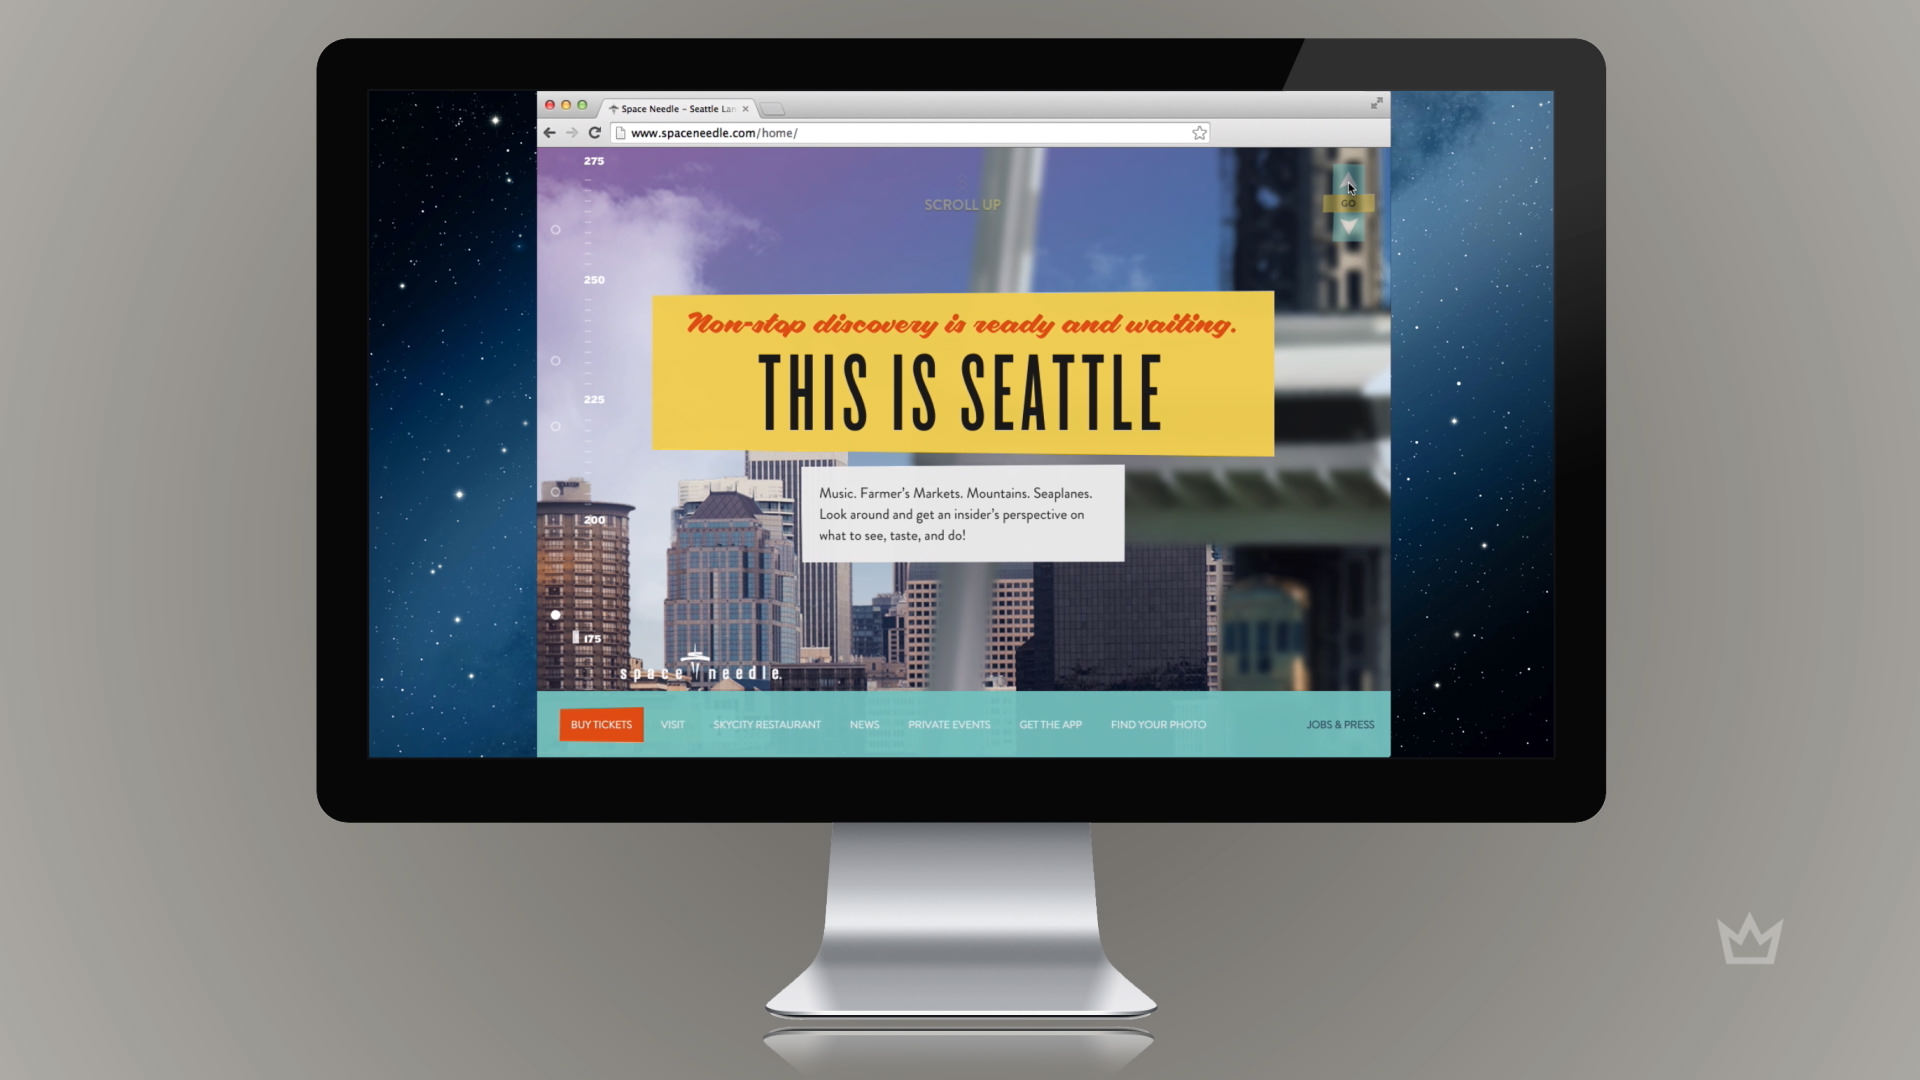 Space Needle – Seattle Lan
www.spaceneedle.com/home/
275
250
225
200
175
SCROLL UP
GO
Non-stop discovery is ready and waiting.
THIS IS SEATTLE
Music. Farmer's Markets. Mountains. Seaplanes.
Look around and get an insider's perspective on
what to see, taste, and do!
space needle.
BUY TICKETS VISIT SKYCITY RESTAURANT NEWS PRIVATE EVENTS GET THE APP FIND YOUR PHOTO JOBS & PRESS